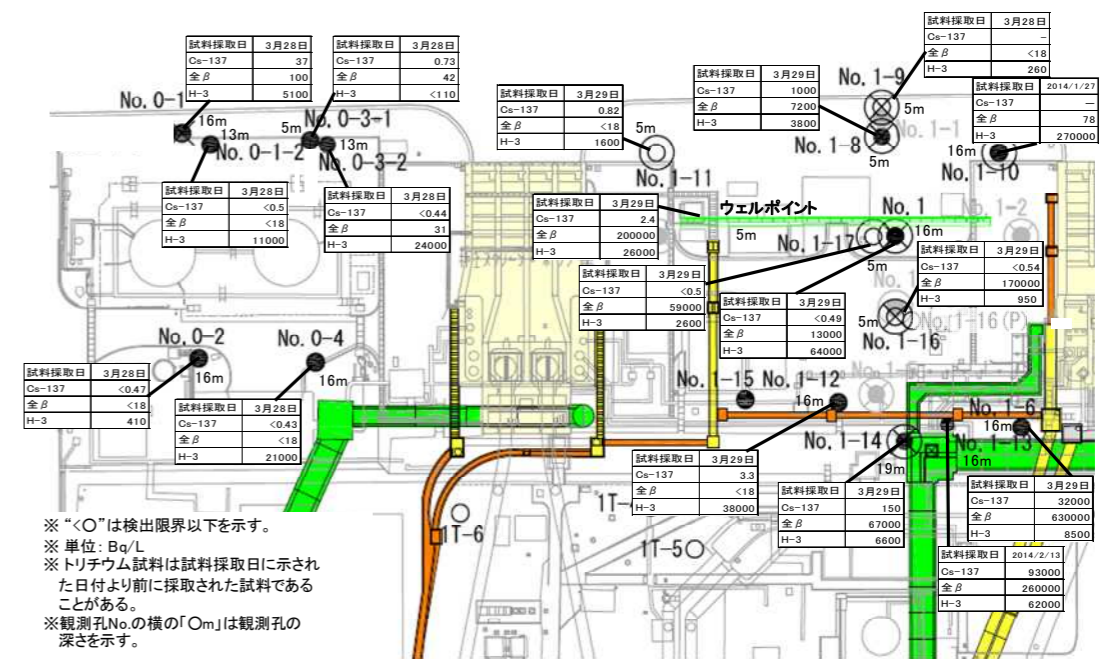 試料採取日 3月28日
Cs-137 37
全β 100
H-3 5100
試料採取日 3月28日
Cs-137 0.73
全β 42
H-3 <110
試料採取日 3月28日
Cs-137 －
全β <18
H-3 260
試料採取日 3月29日
Cs-137 0.82
全β <18
H-3 1600
試料採取日 3月29日
Cs-137 1000
全β 7200
H-3 3800
試料採取日 2014/1/27
Cs-137 －
全β 78
H-3 270000
No. 0-1
16m
13m
No. 0-1-2
5m
No. 0-3-1
13m
No. 0-3-2
5m
No. 1-11
No. 1-9
5m
No. 1-1
No. 1-8
5m
16m
No. 1-10
試料採取日 3月28日
Cs-137 <0.5
全β <18
H-3 11000
試料採取日 3月28日
Cs-137 <0.44
全β 31
H-3 24000
試料採取日 3月29日
Cs-137 2.4
全β 200000
H-3 26000
ウェルポイント
5m
No. 1
16m
No. 1-17
5m
No. 1-2
試料採取日 3月29日
Cs-137 <0.5
全β 59000
H-3 2600
試料採取日 3月29日
Cs-137 <0.49
全β 13000
H-3 64000
試料採取日 3月29日
Cs-137 <0.54
全β 170000
H-3 950
5m
No. 1-16(P)
No. 1-16
No. 0-2
16m
No. 0-4
16m
試料採取日 3月28日
Cs-137 <0.47
全β <18
H-3 410
試料採取日 3月28日
Cs-137 <0.43
全β <18
H-3 21000
No. 1-15
No. 1-12
16m
No. 1-6
16m
No. 1-14
19m
No. 1-13
16m
試料採取日 3月29日
Cs-137 3.3
全β <18
H-3 38000
試料採取日 3月29日
Cs-137 150
全β 67000
H-3 6600
試料採取日 3月29日
Cs-137 32000
全β 630000
H-3 8500
試料採取日 2014/2/13
Cs-137 93000
全β 260000
H-3 62000
1T-6
1T-5
※ “<○”は検出限界以下を示す。
※ 単位: Bq/L
※ トリチウム試料は試料採取日に示され
た日付より前に採取された試料である
ことがある。
※観測孔No.の横の「○m」は観測孔の
深さを示す。